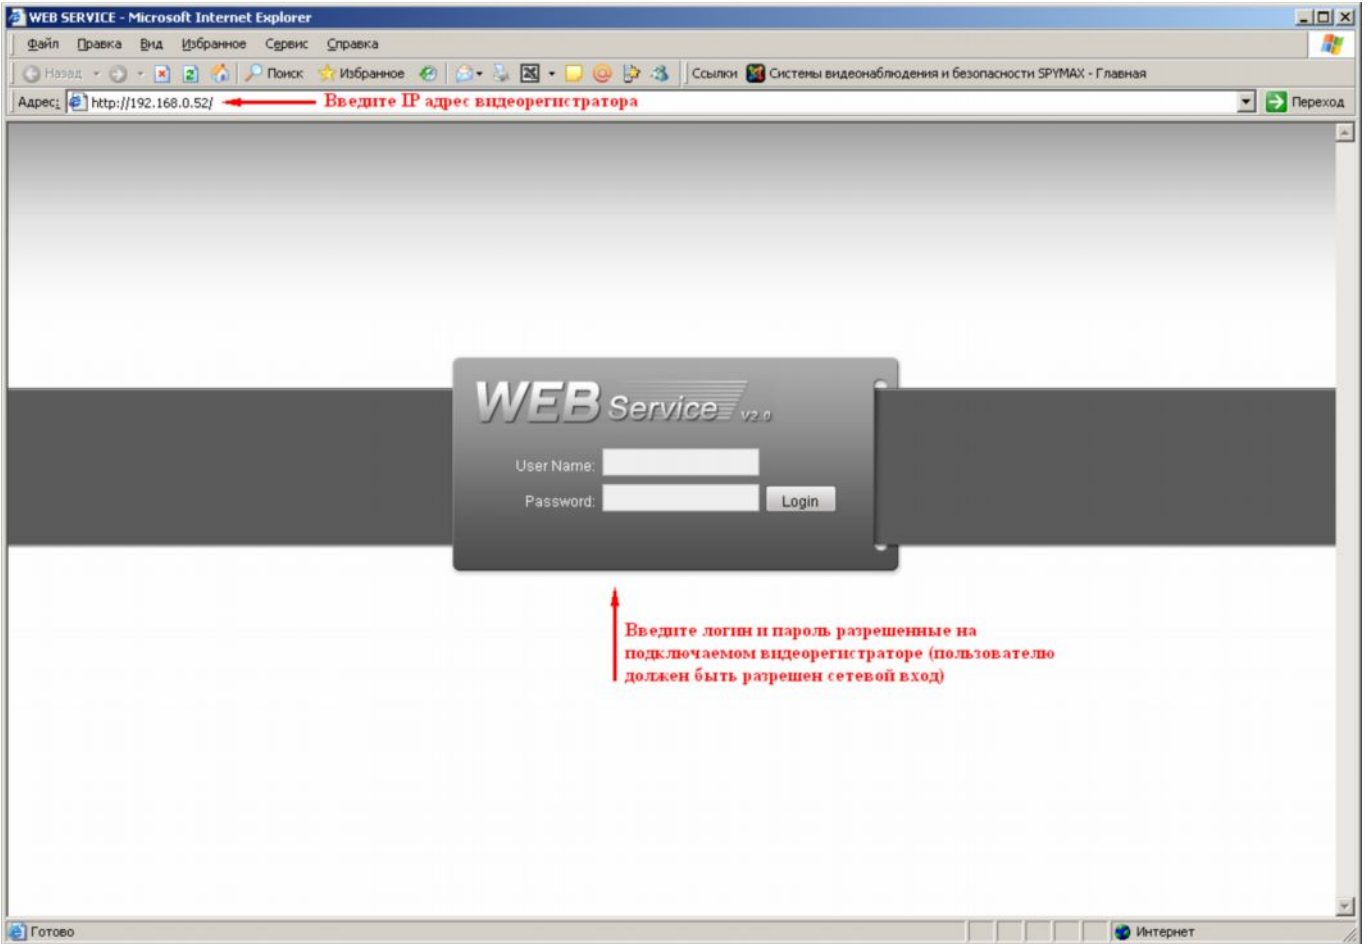 WEB SERVICE - Microsoft Internet Explorer
Файл Правка Вид Избранное Сервис Справка
Назад Поиск Избранное Ссылки Системы видеонаблюдения и безопасности SPYMAX - Главная
Адрес: http://192.168.0.52/ Введите IP адрес видеорегистратора Переход
WEB Service V2.0
User Name:
Password: Login
Введите логин и пароль разрешенные на
подключаемом видеорегистраторе (пользователю
должен быть разрешен сетевой вход)
Готово Интернет